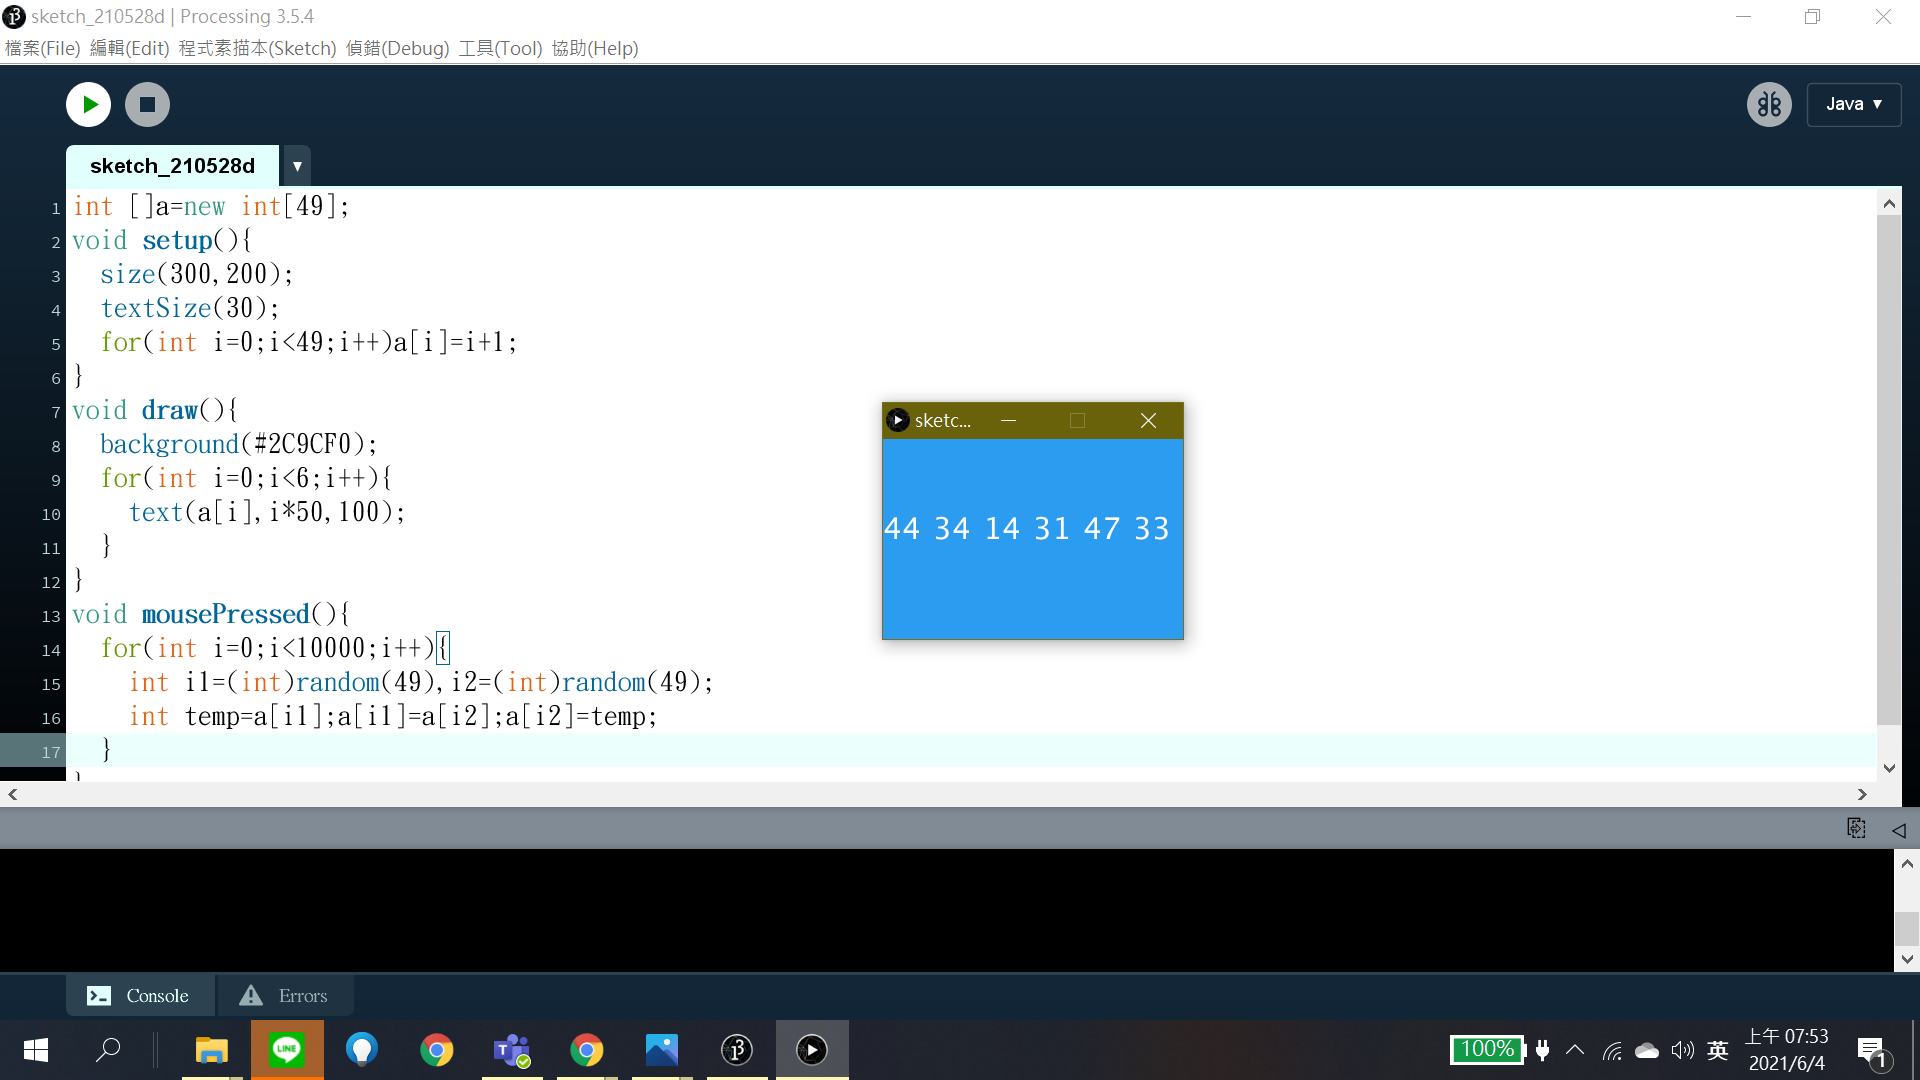 sketch_210528d | Processing 3.5.4
檔案(File) 編輯(Edit) 程式素描本(Sketch) 偵錯(Debug) 工具(Tool) 協助(Help)
Java ▼
sketch_210528d ▼
1 int []a=new int[49];
2 void setup(){
3 size(300,200);
4 textSize(30);
5 for(int i=0;i<49;i++)a[i]=i+1;
6 }
7 void draw(){
8 background(#2C9CF0);
9 for(int i=0;i<6;i++){
10 text(a[i],i*50,100);
11 }
12 }
13 void mousePressed(){
14 for(int i=0;i<10000;i++){
15 int i1=(int)random(49),i2=(int)random(49);
16 int temp=a[i1];a[i1]=a[i2];a[i2]=temp;
17 }
}
sketc...
44 34 14 31 47 33
Console
Errors
LINE
100%
英
上午 07:53
2021/6/4
1